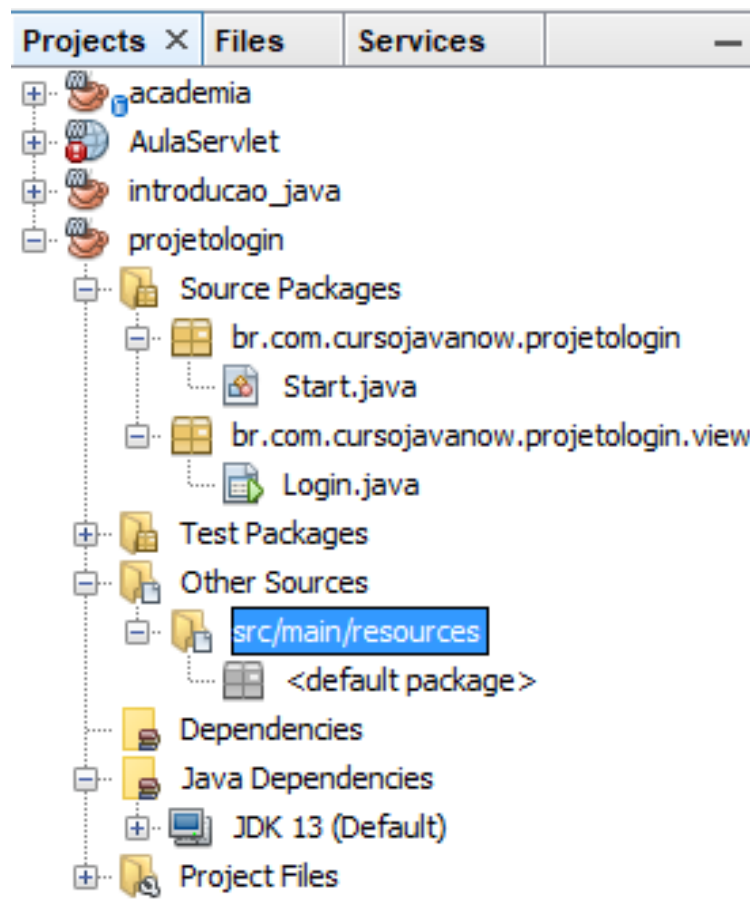 Projects Files Services
academia
AulaServlet
introducao_java
projetologin
Source Packages
br.com.cursojavanow.projetologin
Start.java
br.com.cursojavanow.projetologin.view
Login.java
Test Packages
Other Sources
src/main/resources
<default package>
Dependencies
Java Dependencies
JDK 13 (Default)
Project Files